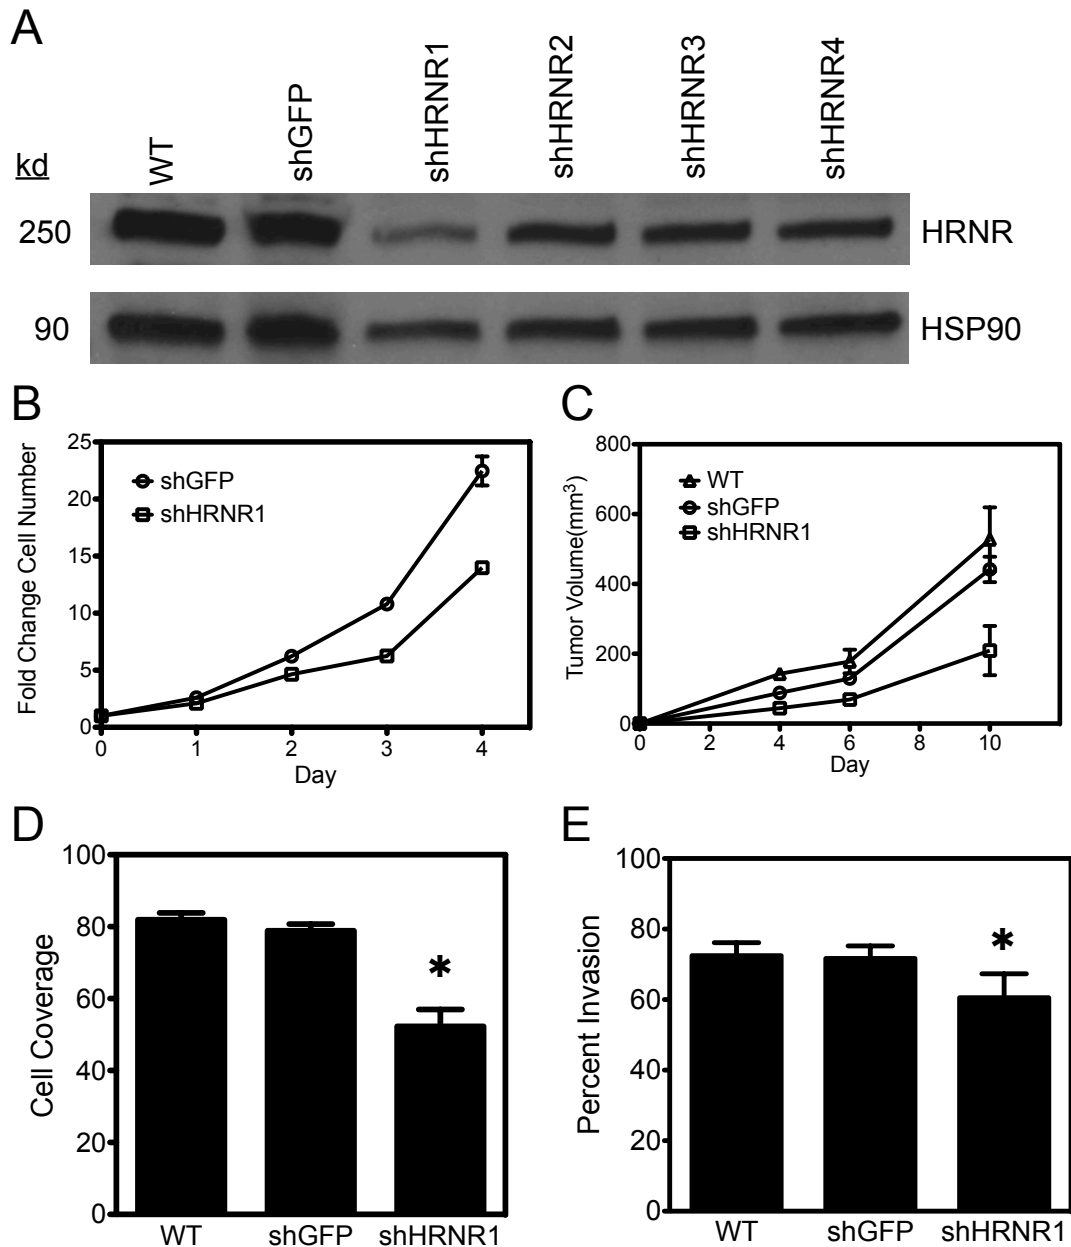 A
kd
WT
shGFP
shHRNR1
shHRNR2
shHRNR3
shHRNR4
250
HRNR
90
HSP90
B
Fold Change Cell Number
25
20
15
10
5
0
shGFP
shHRNR1
0 1 2 3 4
Day
C
Tumor Volume(mm³)
800
600
400
200
0
WT
shGFP
shHRNR1
0 2 4 6 8 10
Day
D
Cell Coverage
100
80
60
40
20
0
*
WT shGFP shHRNR1
E
Percent Invasion
100
80
60
40
20
0
*
WT shGFP shHRNR1